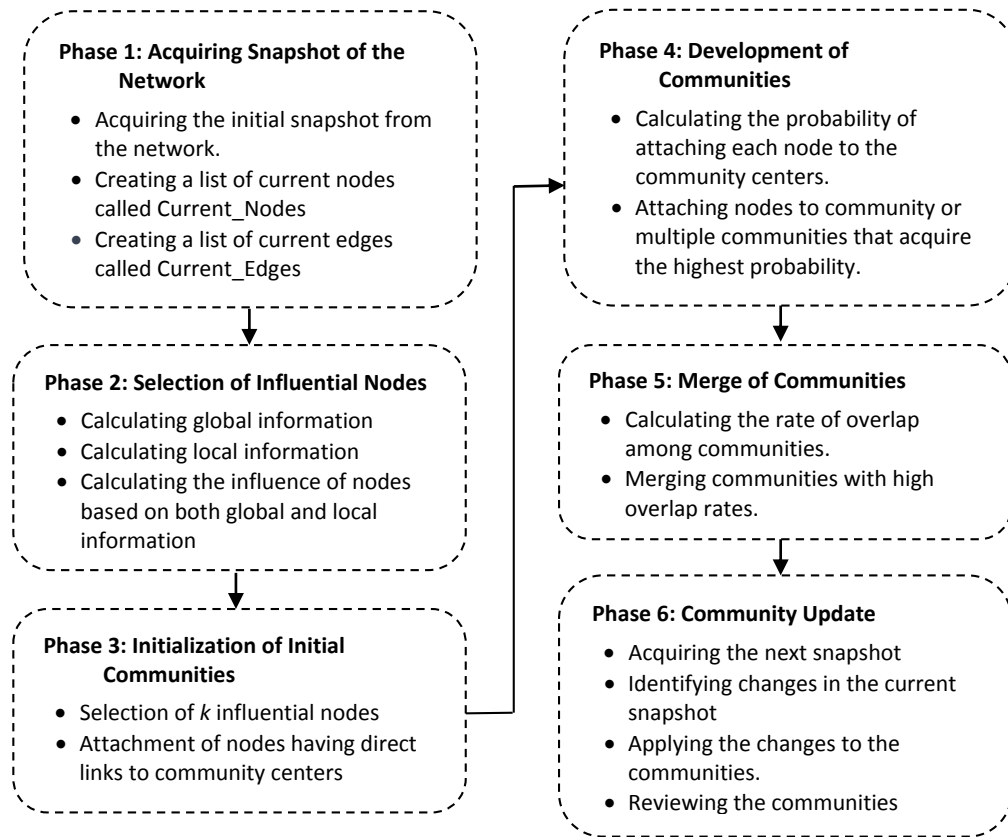 Phase 1: Acquiring Snapshot of the
Network
• Acquiring the initial snapshot from
the network.
• Creating a list of current nodes
called Current_Nodes
• Creating a list of current edges
called Current_Edges
Phase 2: Selection of Influential Nodes
• Calculating global information
• Calculating local information
• Calculating the influence of nodes
based on both global and local
information
Phase 3: Initialization of Initial
Communities
• Selection of k influential nodes
• Attachment of nodes having direct
links to community centers
Phase 4: Development of
Communities
• Calculating the probability of
attaching each node to the
community centers.
• Attaching nodes to community or
multiple communities that acquire
the highest probability.
Phase 5: Merge of Communities
• Calculating the rate of overlap
among communities.
• Merging communities with high
overlap rates.
Phase 6: Community Update
• Acquiring the next snapshot
• Identifying changes in the current
snapshot
• Applying the changes to the
communities.
• Reviewing the communities